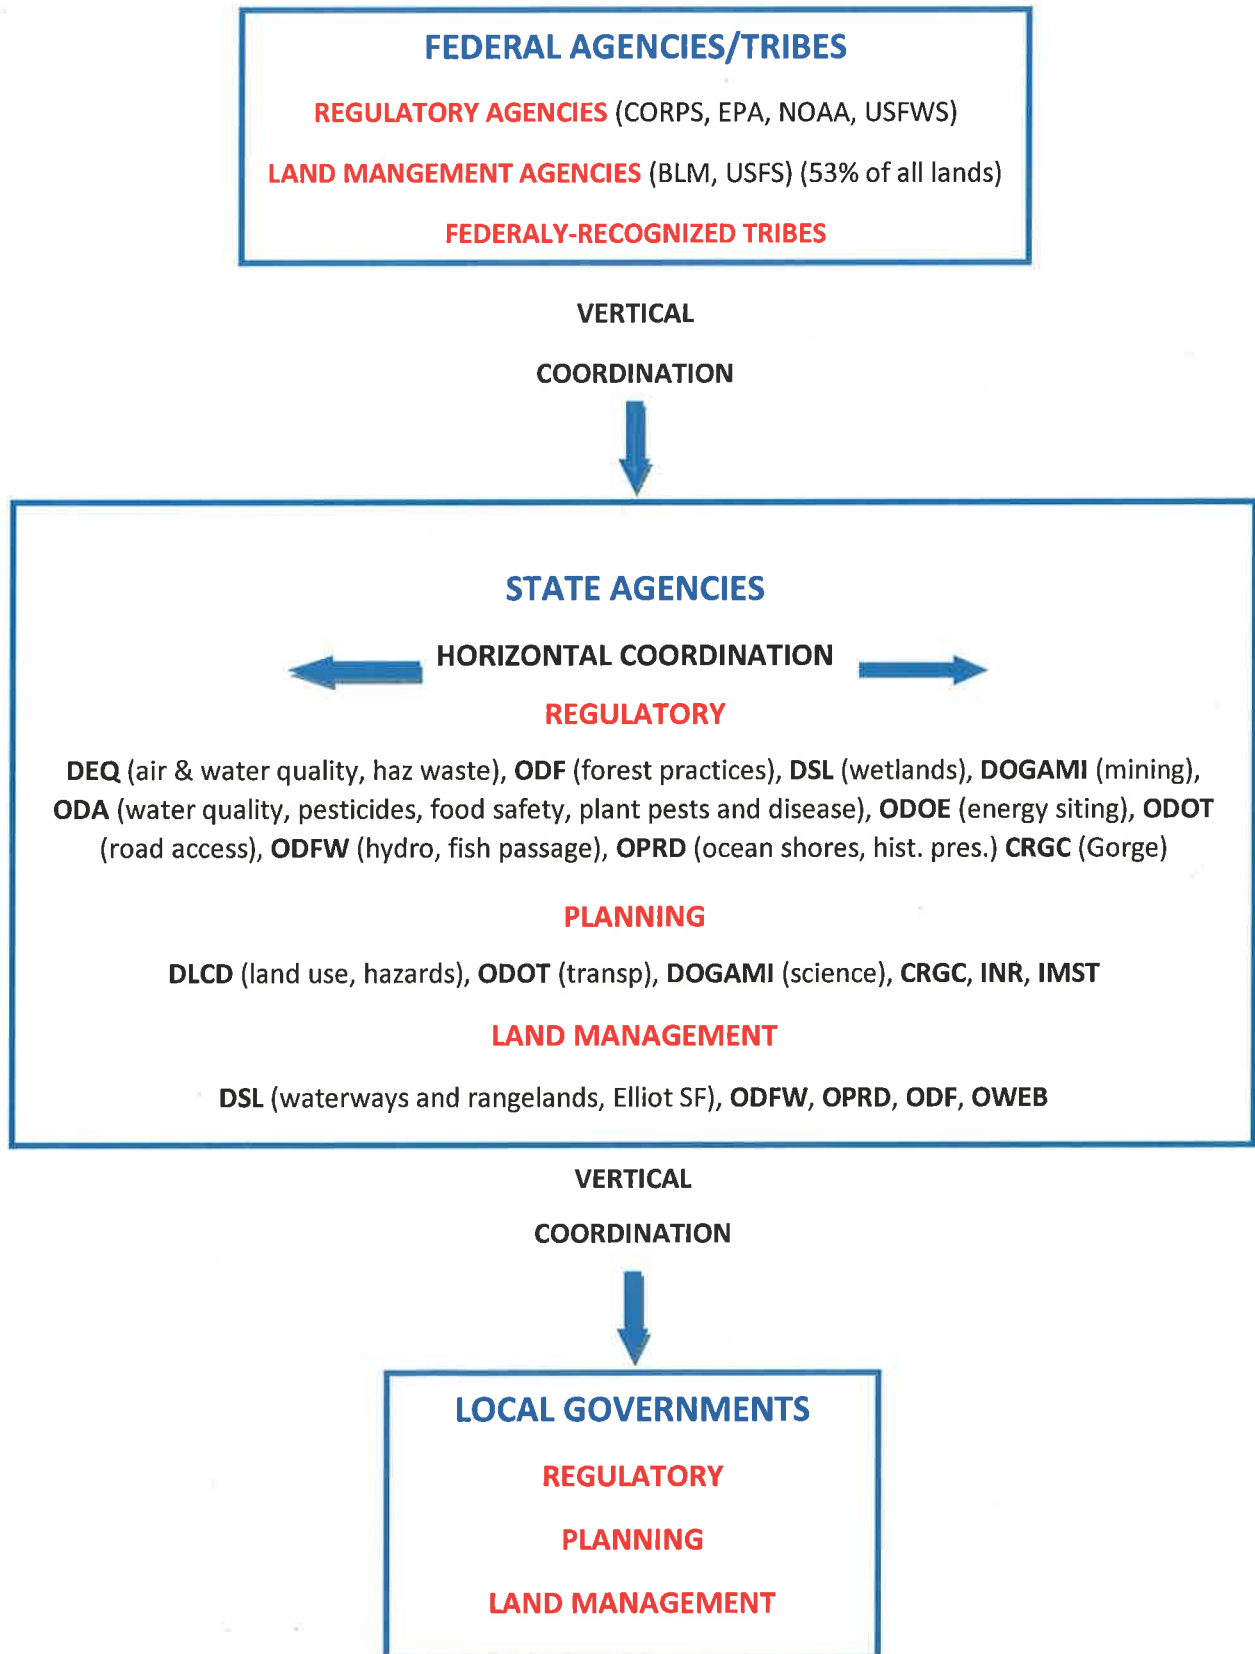 FEDERAL AGENCIES/TRIBES
REGULATORY AGENCIES (CORPS, EPA, NOAA, USFWS)
LAND MANGEMENT AGENCIES (BLM, USFS) (53% of all lands)
FEDERALY-RECOGNIZED TRIBES
VERTICAL
COORDINATION
STATE AGENCIES
HORIZONTAL COORDINATION
REGULATORY
DEQ (air & water quality, haz waste), ODF (forest practices), DSL (wetlands), DOGAMI (mining),
ODA (water quality, pesticides, food safety, plant pests and disease), ODOE (energy siting), ODOT
(road access), ODFW (hydro, fish passage), OPRD (ocean shores, hist. pres.) CRGC (Gorge)
PLANNING
DLCD (land use, hazards), ODOT (transp), DOGAMI (science), CRGC, INR, IMST
LAND MANAGEMENT
DSL (waterways and rangelands, Elliot SF), ODFW, OPRD, ODF, OWEB
VERTICAL
COORDINATION
LOCAL GOVERNMENTS
REGULATORY
PLANNING
LAND MANAGEMENT